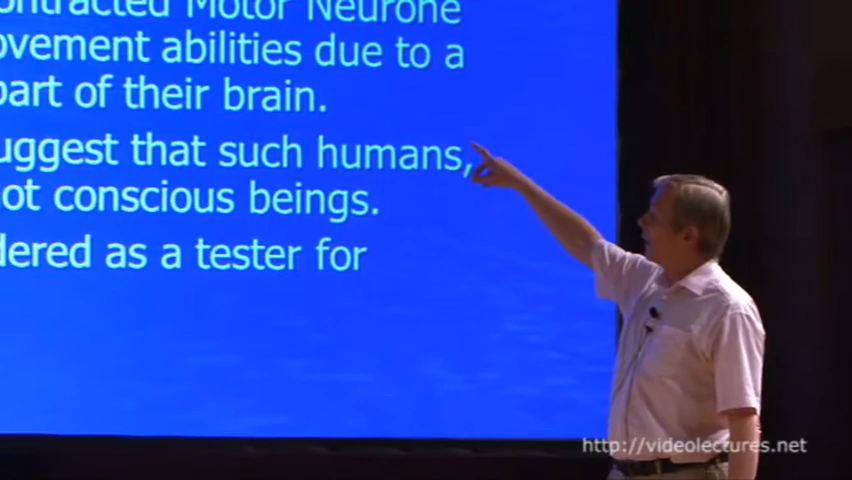 ontracted Motor Neurone
ovement abilities due to a
part of their brain.
uggest that such humans,
ot conscious beings.
dered as a tester for
http://videolectures.net